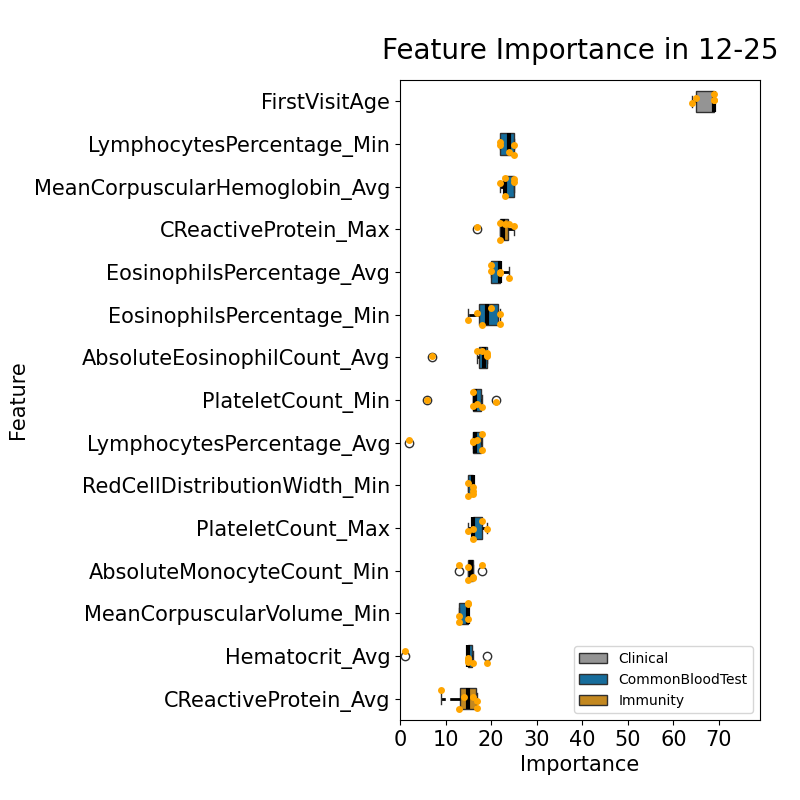 Feature Importance in 12-25
FirstVisitAge
LymphocytesPercentage_Min
MeanCorpuscularHemoglobin_Avg
CReactiveProtein_Max
EosinophilsPercentage_Avg
EosinophilsPercentage_Min
AbsoluteEosinophilCount_Avg
PlateletCount_Min
LymphocytesPercentage_Avg
RedCellDistributionWidth_Min
PlateletCount_Max
AbsoluteMonocyteCount_Min
MeanCorpuscularVolume_Min
Hematocrit_Avg
CReactiveProtein_Avg
Feature
Clinical
CommonBloodTest
Immunity
0 10 20 30 40 50 60 70
Importance